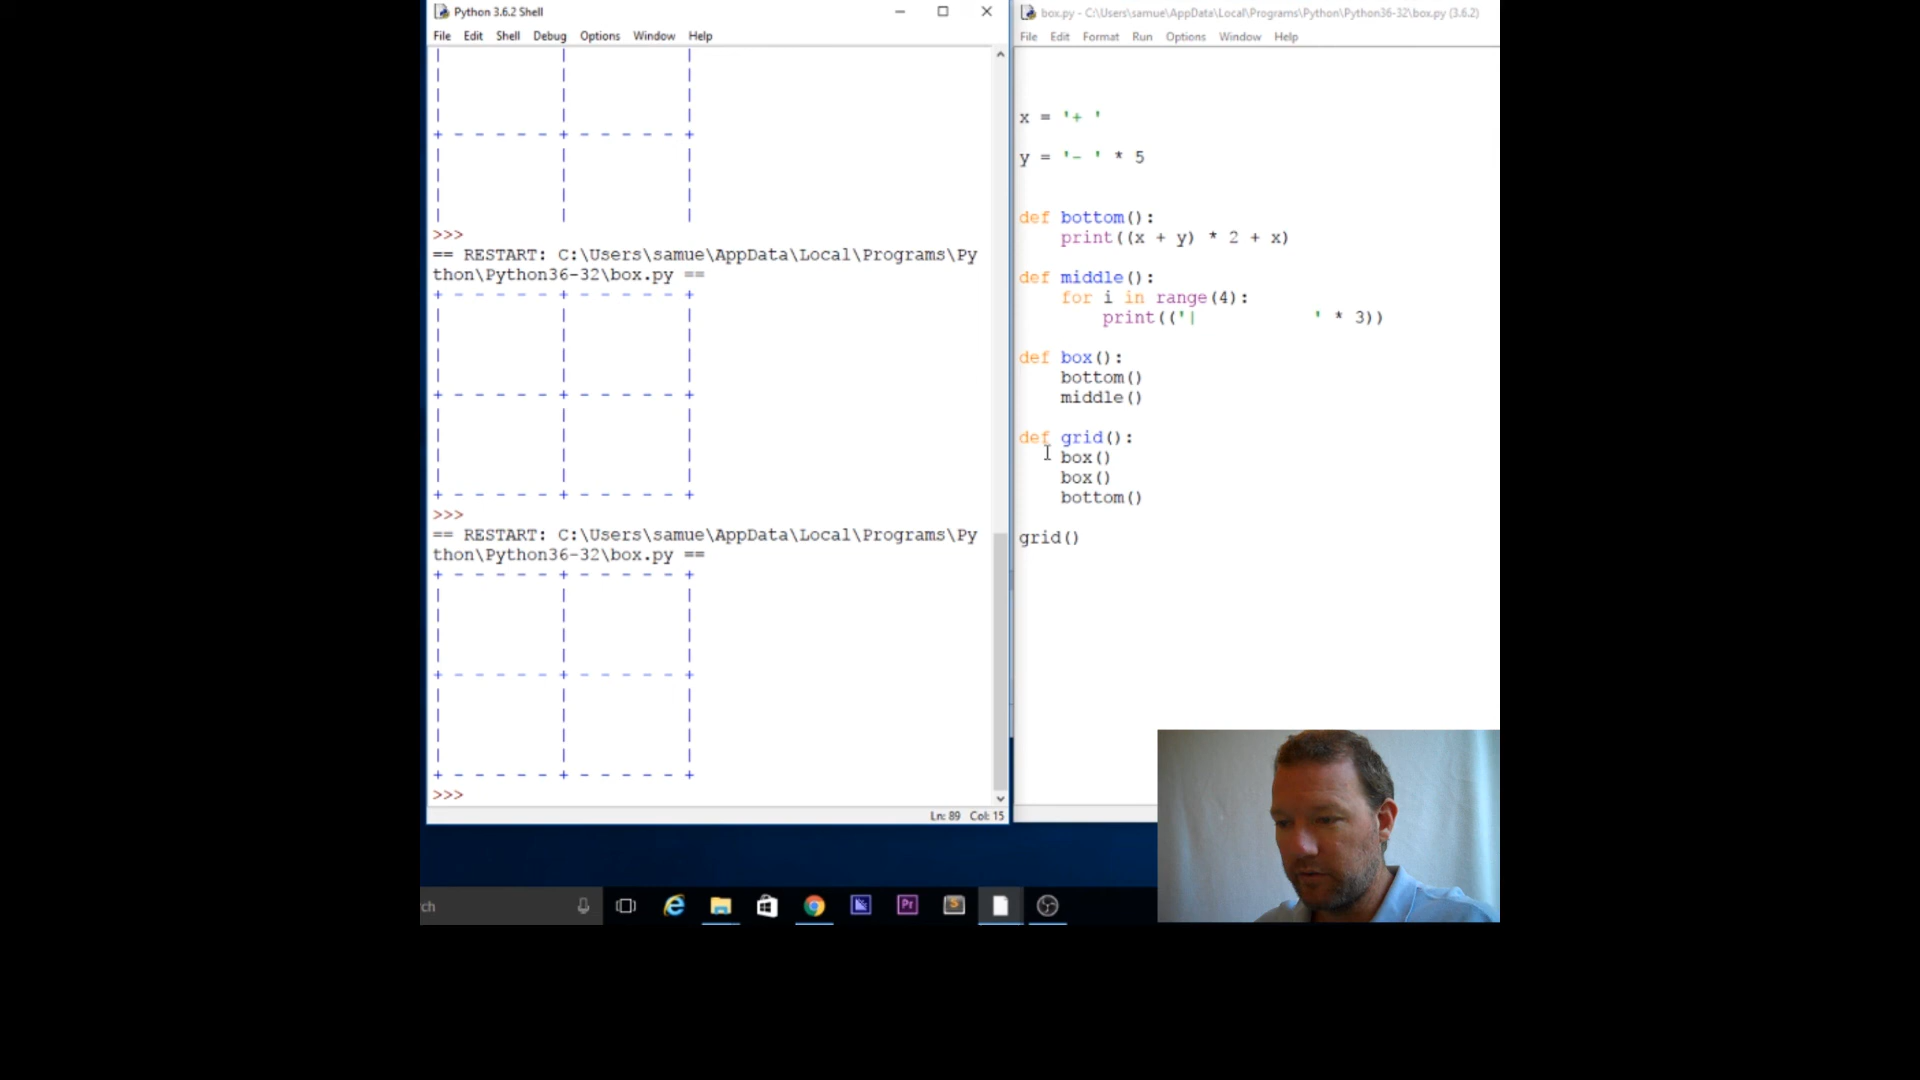 Python 3.6.2 Shell
File Edit Shell Debug Options Window Help
| | |
| | |
| | |
| | |
+ - - - - - + - - - - - +
| | |
| | |
| | |
| | |
>>>
== RESTART: C:\Users\samue\AppData\Local\Programs\Py
thon\Python36-32\box.py ==
+ - - - - - + - - - - - +
| | |
| | |
| | |
| | |
+ - - - - - + - - - - - +
| | |
| | |
| | |
| | |
+ - - - - - + - - - - - +
>>>
== RESTART: C:\Users\samue\AppData\Local\Programs\Py
thon\Python36-32\box.py ==
+ - - - - - + - - - - - +
| | |
| | |
| | |
| | |
+ - - - - - + - - - - - +
| | |
| | |
| | |
| | |
+ - - - - - + - - - - - +
>>>
Ln: 89 Col: 15
box.py - C:\Users\samue\AppData\Local\Programs\Python\Python36-32\box.py (3.6.2)
File Edit Format Run Options Window Help
x = '+ '
y = '- ' * 5
def bottom():
    print((x + y) * 2 + x)
def middle():
    for i in range(4):
        print(('|           ' * 3))
def box():
    bottom()
    middle()
def grid():
    box()
    box()
    bottom()
grid()
ch
Pr
S